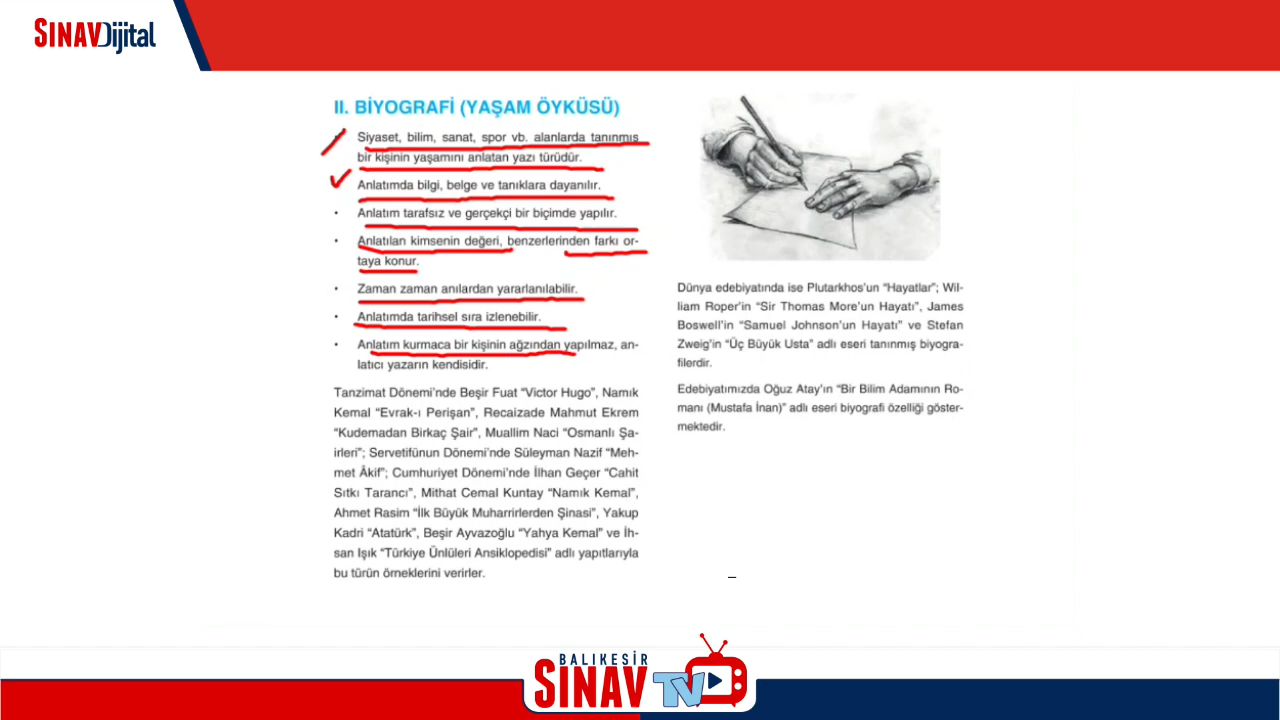 SINAVDijital
II. BİYOGRAFİ (YAŞAM ÖYKÜSÜ)
Siyaset, bilim, sanat, spor vb. alanlarda tanınmış
bir kişinin yaşamını anlatan yazı türüdür.
Anlatımda bilgi, belge ve tanıklara dayanılır.
• Anlatım tarafsız ve gerçekçi bir biçimde yapılır.
• Anlatılan kimsenin değeri, benzerlerinden farkı or-
taya konur.
• Zaman zaman anılardan yararlanılabilir.
• Anlatımda tarihsel sıra izlenebilir.
• Anlatım kurmaca bir kişinin ağzından yapılmaz, an-
latıcı yazarın kendisidir.
Tanzimat Dönemi’nde Beşir Fuat “Victor Hugo”, Namık
Kemal “Evrak-ı Perişan”, Recaizade Mahmut Ekrem
“Kudemadan Birkaç Şair”, Muallim Naci “Osmanlı Şa-
irleri”; Servetifünun Dönemi’nde Süleyman Nazif “Meh-
met Âkif”; Cumhuriyet Dönemi’nde İlhan Geçer “Cahit
Sıtkı Tarancı”, Mithat Cemal Kuntay “Namık Kemal”,
Ahmet Rasim “İlk Büyük Muharrirlerden Şinasi”, Yakup
Kadri “Atatürk”, Beşir Ayvazoğlu “Yahya Kemal” ve İh-
san Işık “Türkiye Ünlüleri Ansiklopedisi” adlı yapıtlarıyla
bu türün örneklerini verirler.
Dünya edebiyatında ise Plutarkhos’un “Hayatlar”; Wil-
liam Roper’in “Sir Thomas More’un Hayatı”, James
Boswell’in “Samuel Johnson’un Hayatı” ve Stefan
Zweig’in “Üç Büyük Usta” adlı eseri tanınmış biyogra-
filerdir.
Edebiyatımızda Oğuz Atay’ın “Bir Bilim Adamının Ro-
manı (Mustafa İnan)” adlı eseri biyografi özelliği göster-
mektedir.
BALIKESİR
SINAV TV